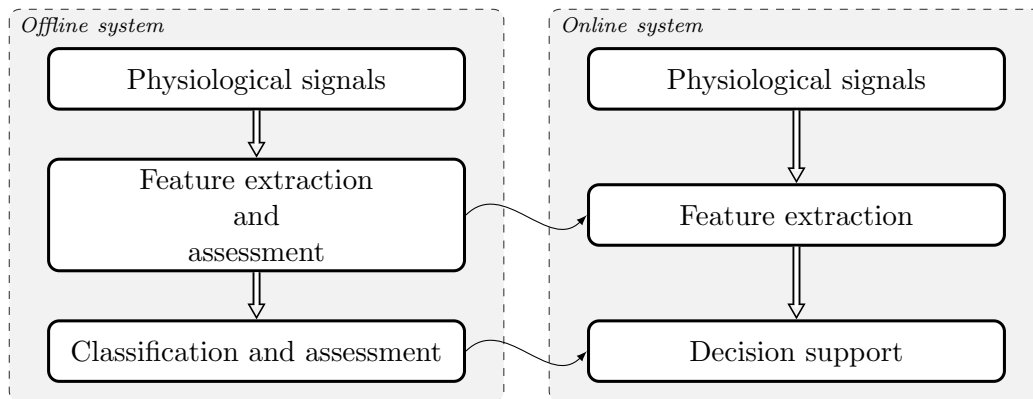 Offline system
Physiological signals
Feature extraction
and
assessment
Classification and assessment
Online system
Physiological signals
Feature extraction
Decision support